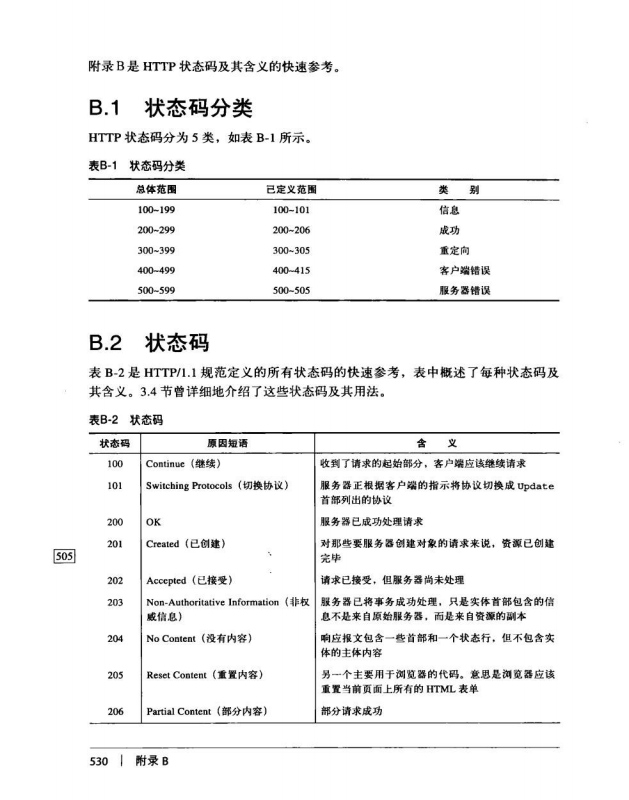 附录B是 HTTP 状态码及其含义的快速参考。
B.1 状态码分类
HTTP 状态码分为 5 类，如表 B-1 所示。
表B-1 状态码分类
总体范围 已定义范围 类 别
100~199 100~101 信息
200~299 200~206 成功
300~399 300~305 重定向
400~499 400~415 客户端错误
500~599 500~505 服务器错误
B.2 状态码
表 B-2 是 HTTP/1.1 规范定义的所有状态码的快速参考，表中概述了每种状态码及
其含义。3.4 节曾详细地介绍了这些状态码及其用法。
表B-2 状态码
状态码 原因短语 含 义
100 Continue（继续） 收到了请求的起始部分，客户端应该继续请求
101 Switching Protocols（切换协议） 服务器正根据客户端的指示将协议切换成 Update
首部列出的协议
200 OK 服务器已成功处理请求
201 Created（已创建） 对那些要服务器创建对象的请求来说，资源已创建
完毕
505
202 Accepted（已接受） 请求已接受，但服务器尚未处理
203 Non-Authoritative Information（非权 服务器已将事务成功处理，只是实体首部包含的信
威信息） 息不是来自原始服务器，而是来自资源的副本
204 No Content（没有内容） 响应报文包含一些首部和一个状态行，但不包含实
体的主体内容
205 Reset Content（重置内容） 另一个主要用于浏览器的代码。意思是浏览器应该
重置当前页面上所有的 HTML 表单
206 Partial Content（部分内容） 部分请求成功
530 | 附录 B